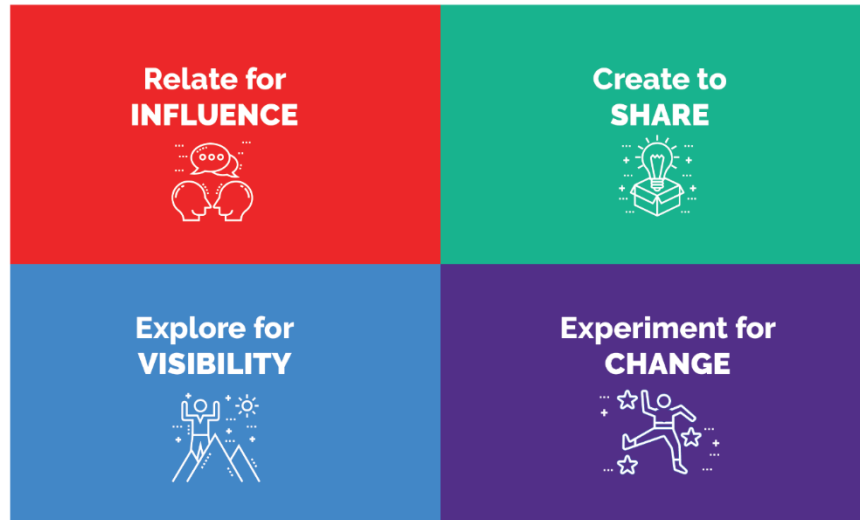 Relate for
INFLUENCE
Create to
SHARE
Explore for
VISIBILITY
Experiment for
CHANGE